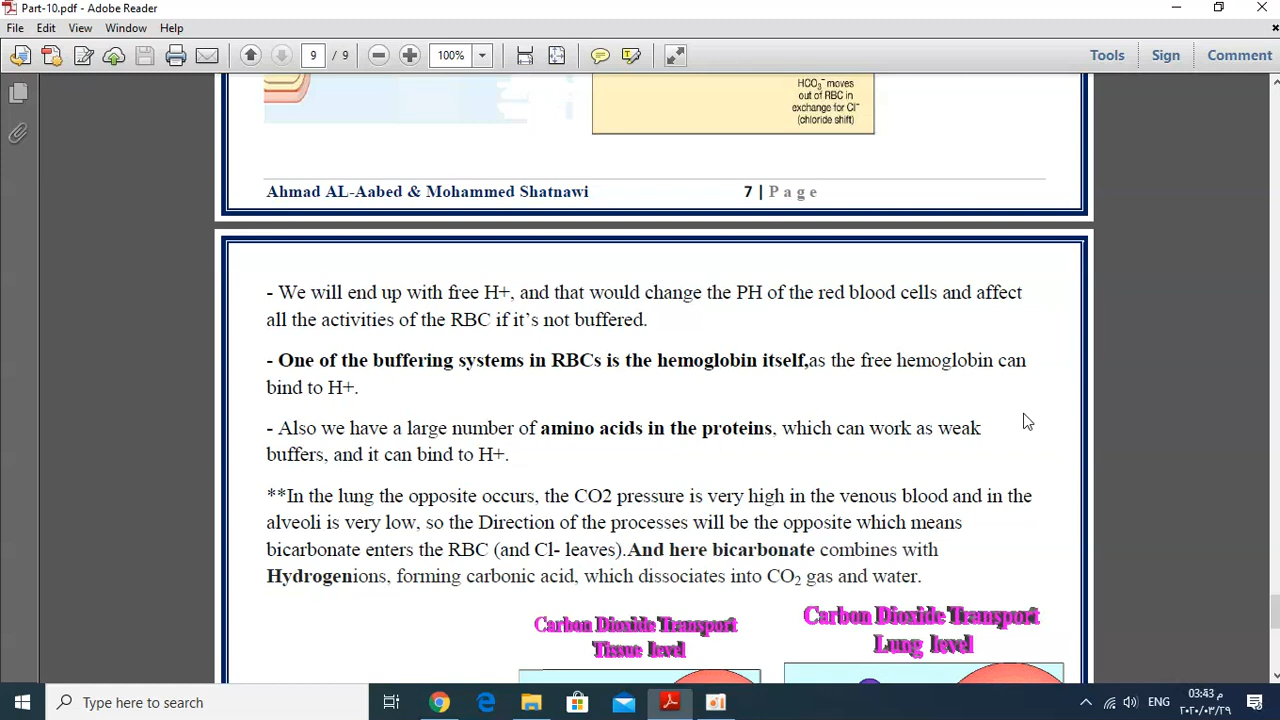 Part-10.pdf - Adobe Reader
File Edit View Window Help
9 / 9 100% Tools Sign Comment
HCO3⁻ moves
out of RBC in
exchange for Cl⁻
(chloride shift)
Ahmad AL-Aabed & Mohammed Shatnawi 7 | Page
- We will end up with free H+, and that would change the PH of the red blood cells and affect
all the activities of the RBC if it’s not buffered.
- One of the buffering systems in RBCs is the hemoglobin itself,as the free hemoglobin can
bind to H+.
- Also we have a large number of amino acids in the proteins, which can work as weak
buffers, and it can bind to H+.
**In the lung the opposite occurs, the CO2 pressure is very high in the venous blood and in the
alveoli is very low, so the Direction of the processes will be the opposite which means
bicarbonate enters the RBC (and Cl- leaves).And here bicarbonate combines with
Hydrogenions, forming carbonic acid, which dissociates into CO₂ gas and water.
Carbon Dioxide Transport
Tissue level
Carbon Dioxide Transport
Lung level
Type here to search
ENG
٠٣:٤٣ م
٢٠٢٠/٠٣/٢٩